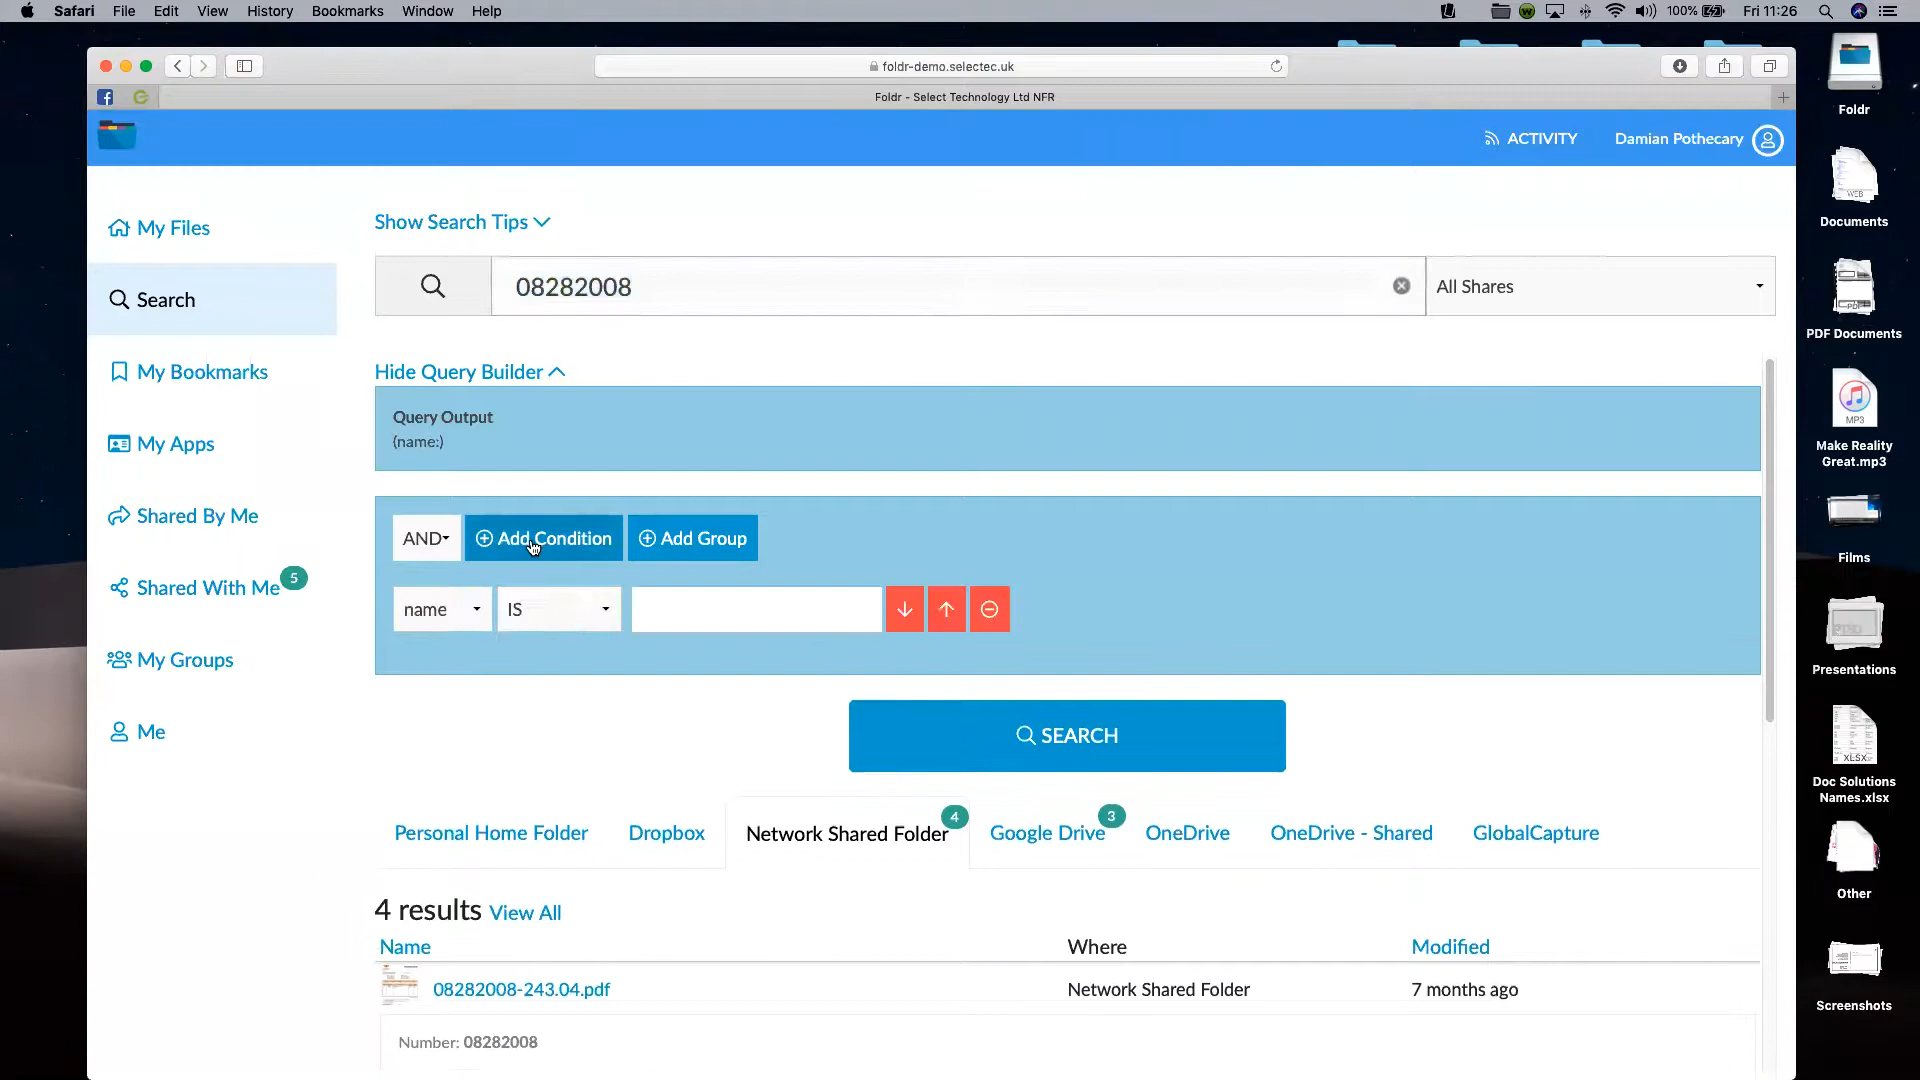 Safari File Edit View History Bookmarks Window Help 100% Fri 11:26
foldr-demo.selectec.uk
Foldr - Select Technology Ltd NFR
ACTIVITY Damian Pothecary
My Files
Search
My Bookmarks
My Apps
Shared By Me
Shared With Me 5
My Groups
Me
Show Search Tips
08282008 All Shares
Hide Query Builder
Query Output
(name:)
AND Add Condition Add Group
name IS
SEARCH
Personal Home Folder Dropbox Network Shared Folder 4 Google Drive 3 OneDrive OneDrive - Shared GlobalCapture
4 results View All
Name Where Modified
08282008-243.04.pdf Network Shared Folder 7 months ago
Number: 08282008
Foldr
WEB
Documents
PDF
PDF Documents
MP3
Make Reality
Great.mp3
Films
Presentations
XLSX
Doc Solutions
Names.xlsx
Other
Screenshots